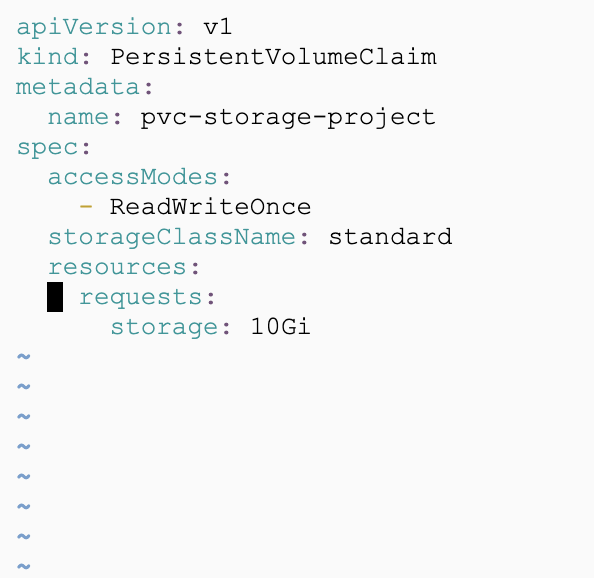 apiVersion: v1
kind: PersistentVolumeClaim
metadata:
  name: pvc-storage-project
spec:
  accessModes:
    - ReadWriteOnce
  storageClassName: standard
  resources:
    requests:
      storage: 10Gi
~
~
~
~
~
~
~
~